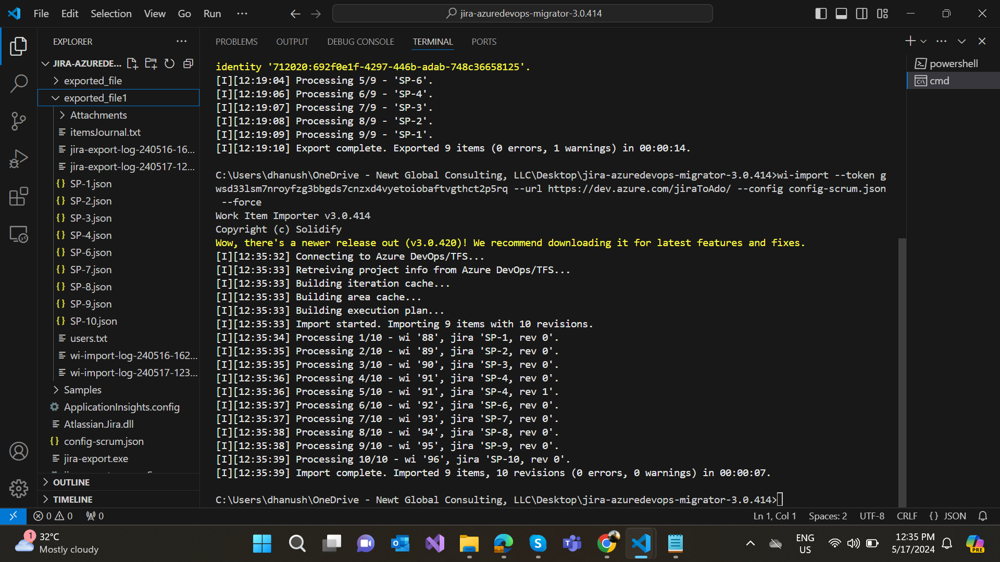 File Edit Selection View Go Run ···
jira-azuredevops-migrator-3.0.414
EXPLORER
JIRA-AZUREDE...
exported_file
exported_file1
Attachments
itemsJournal.txt
jira-export-log-240516-16...
jira-export-log-240517-12...
SP-1.json
SP-2.json
SP-3.json
SP-4.json
SP-6.json
SP-7.json
SP-8.json
SP-9.json
SP-10.json
users.txt
wi-import-log-240516-162...
wi-import-log-240517-123...
Samples
ApplicationInsights.config
Atlassian.Jira.dll
config-scrum.json
jira-export.exe
OUTLINE
TIMELINE
PROBLEMS OUTPUT DEBUG CONSOLE TERMINAL PORTS
identity '712020:692f0e1f-4297-446b-adab-748c36658125'.
[I][12:19:04] Processing 5/9 - 'SP-6'.
[I][12:19:06] Processing 6/9 - 'SP-4'.
[I][12:19:07] Processing 7/9 - 'SP-3'.
[I][12:19:08] Processing 8/9 - 'SP-2'.
[I][12:19:09] Processing 9/9 - 'SP-1'.
[I][12:19:10] Export complete. Exported 9 items (0 errors, 1 warnings) in 00:00:14.
C:\Users\dhanush\OneDrive - Newt Global Consulting, LLC\Desktop\jira-azuredevops-migrator-3.0.414>wi-import --token g
wsd33lsm7nroyfzg3bbgds7cnzxd4vyetoiobaftvgthct2p5rq --url https://dev.azure.com/jiraToAdo/ --config config-scrum.json
--force
Work Item Importer v3.0.414
Copyright (c) Solidify
Wow, there's a newer release out (v3.0.420)! We recommend downloading it for latest features and fixes.
[I][12:35:32] Connecting to Azure DevOps/TFS...
[I][12:35:33] Retreiving project info from Azure DevOps/TFS...
[I][12:35:33] Building iteration cache...
[I][12:35:33] Building area cache...
[I][12:35:33] Building execution plan...
[I][12:35:33] Import started. Importing 9 items with 10 revisions.
[I][12:35:34] Processing 1/10 - wi '88', jira 'SP-1, rev 0'.
[I][12:35:35] Processing 2/10 - wi '89', jira 'SP-2, rev 0'.
[I][12:35:35] Processing 3/10 - wi '90', jira 'SP-3, rev 0'.
[I][12:35:36] Processing 4/10 - wi '91', jira 'SP-4, rev 0'.
[I][12:35:36] Processing 5/10 - wi '91', jira 'SP-4, rev 1'.
[I][12:35:37] Processing 6/10 - wi '92', jira 'SP-6, rev 0'.
[I][12:35:37] Processing 7/10 - wi '93', jira 'SP-7, rev 0'.
[I][12:35:38] Processing 8/10 - wi '94', jira 'SP-8, rev 0'.
[I][12:35:38] Processing 9/10 - wi '95', jira 'SP-9, rev 0'.
[I][12:35:39] Processing 10/10 - wi '96', jira 'SP-10, rev 0'.
[I][12:35:39] Import complete. Imported 9 items, 10 revisions (0 errors, 0 warnings) in 00:00:07.
C:\Users\dhanush\OneDrive - Newt Global Consulting, LLC\Desktop\jira-azuredevops-migrator-3.0.414>
powershell
cmd
0 0 0
Ln 1, Col 1 Spaces: 2 UTF-8 CRLF {} JSON
1
32°C
Mostly cloudy
ENG
US
12:35 PM
5/17/2024
PRE